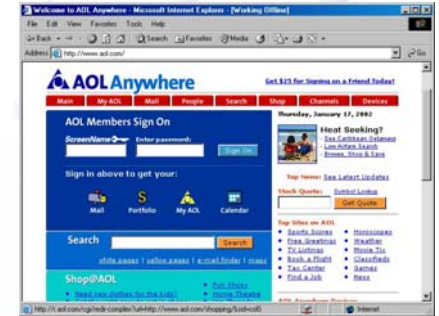 Welcome to AOL Anywhere - Microsoft Internet Explorer - [Working Offline]
File Edit View Favorites Tools Help
Back Search Favorites Media
Address http://www.aol.com/ Go
AOL Anywhere
Get $25 for Signing on a Friend Today!
Main My AOL Mail People Search Shop Channels Devices
AOL Members Sign On
ScreenName Enter password:
Sign On
Sign in above to get your:
Mail Portfolio My AOL Calendar
Search Search
white pages | yellow pages | e-mail finder | maps
Shop@AOL
Read new clothes for the kids?
Fun Shoes
Home Theatre
Thursday, January 17, 2002
Heat Seeking?
See Caribbean Getaways
Low Airfare Search
Browse, Shop & Save
Top News: See Latest Updates
Stock Quote: Symbol Lookup
Get Quote
Top Sites on AOL
Sports Scores Horoscopes
Free Greetings Weather
TV Listings Movie Tix
Book a Flight Classifieds
Tax Center Games
Find a Job
AOL Anywhere Devices
Internet